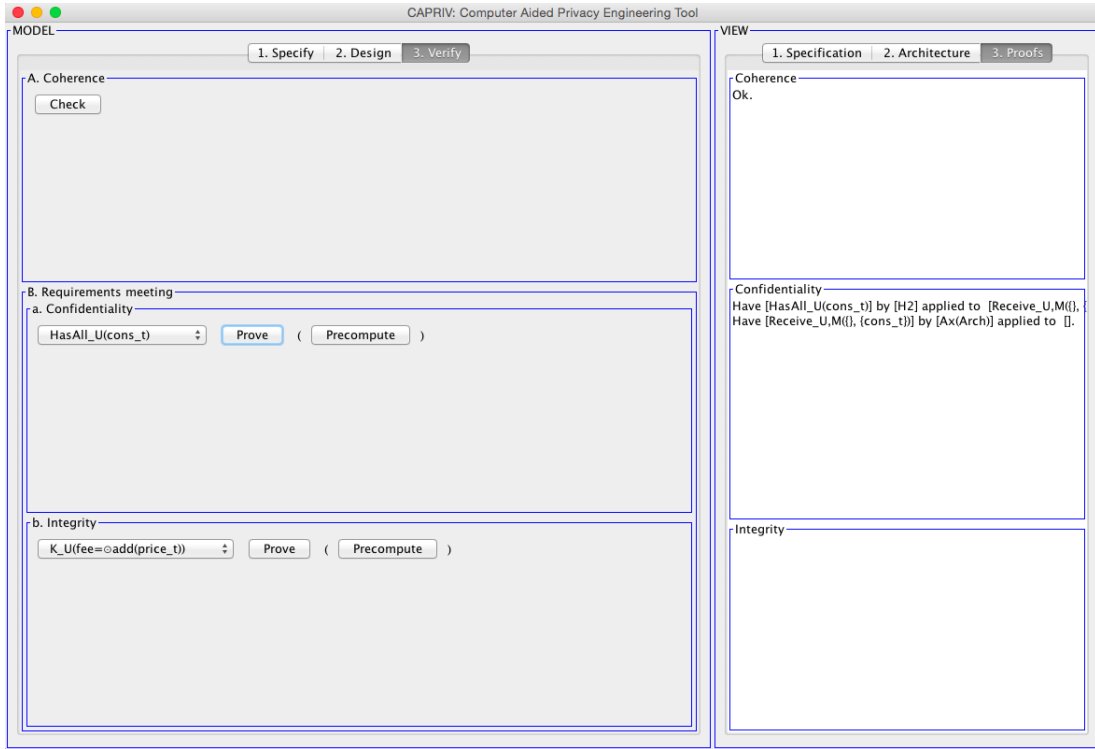 CAPRIV: Computer Aided Privacy Engineering Tool
MODEL
1. Specify 2. Design 3. Verify
A. Coherence
Check
B. Requirements meeting
a. Confidentiality
HasAll_U(cons_t) Prove ( Precompute )
b. Integrity
K_U(fee=⊙add(price_t)) Prove ( Precompute )
VIEW
1. Specification 2. Architecture 3. Proofs
Coherence
Ok.
Confidentiality
Have [HasAll_U(cons_t)] by [H2] applied to [Receive_U,M({}, {
Have [Receive_U,M({}, {cons_t})] by [Ax(Arch)] applied to [].
Integrity